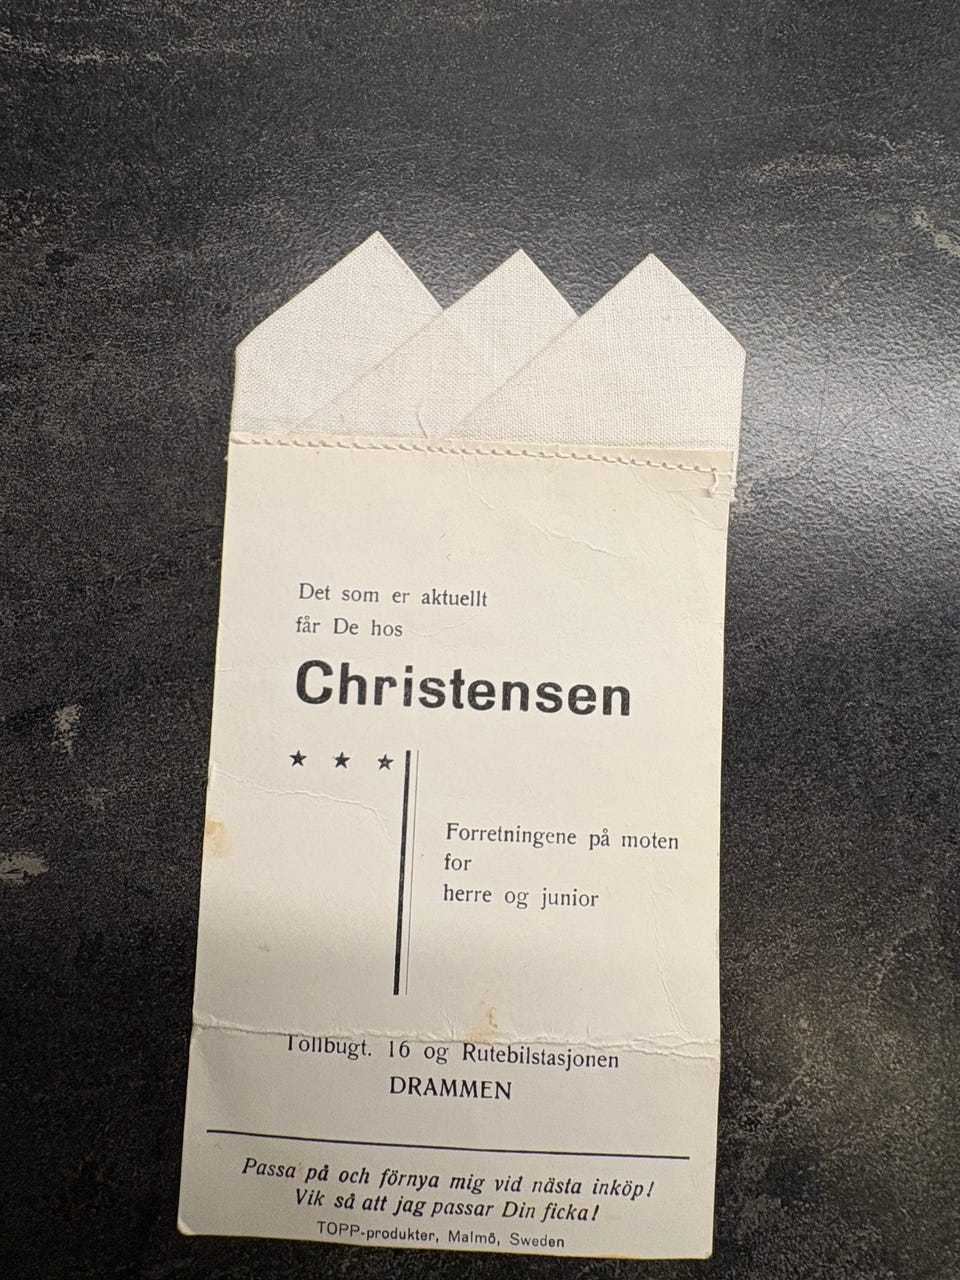 Det som er aktuellt
får De hos
Christensen
★ ★ ★
Forretningene på moten
for
herre og junior
Tollbugt. 16 og Rutebilstasjonen
DRAMMEN
Passa på och förnya mig vid nästa inköp!
Vik så att jag passar Din ficka!
TOPP-produkter, Malmö, Sweden